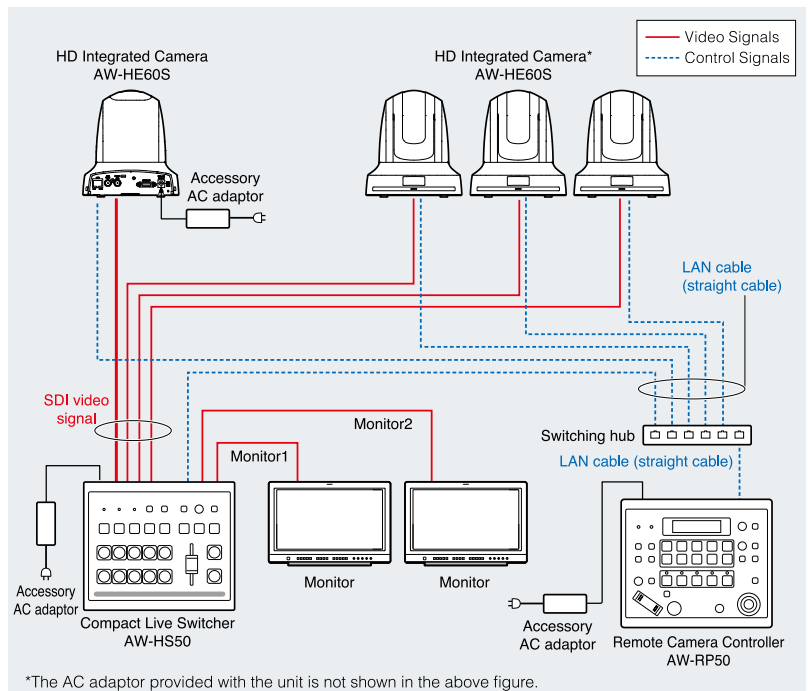 Video Signals
Control Signals
HD Integrated Camera
AW-HE60S
HD Integrated Camera*
AW-HE60S
Accessory
AC adaptor
LAN cable
(straight cable)
SDI video
signal
Monitor2
Monitor1
Switching hub
LAN cable (straight cable)
Accessory
AC adaptor
Compact Live Switcher
AW-HS50
Monitor
Monitor
Accessory
AC adaptor
Remote Camera Controller
AW-RP50
*The AC adaptor provided with the unit is not shown in the above figure.